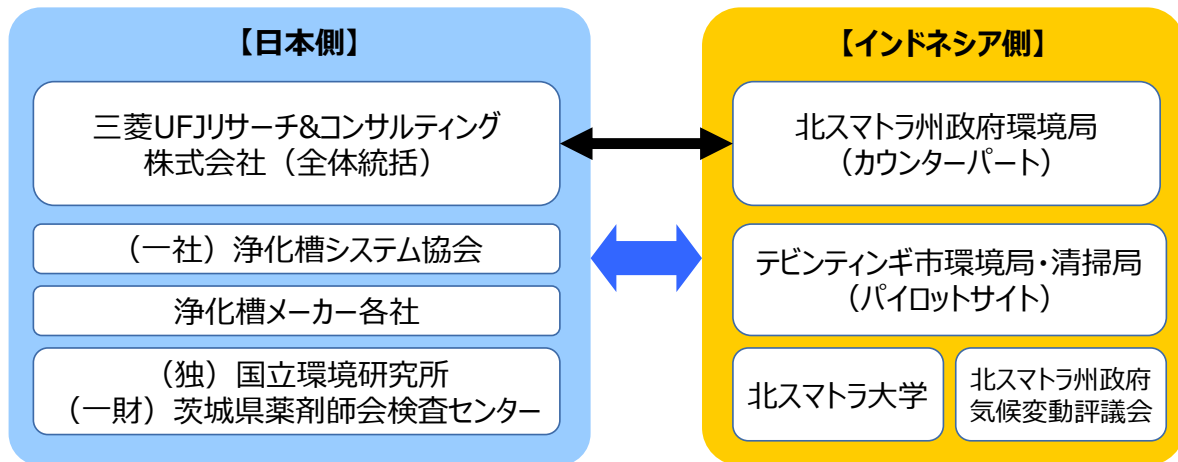 【日本側】
三菱UFJリサーチ&コンサルティング
株式会社（全体統括）
（一社）浄化槽システム協会
浄化槽メーカー各社
（独）国立環境研究所
（一財）茨城県薬剤師会検査センター
【インドネシア側】
北スマトラ州政府環境局
（カウンターパート）
テビンティンギ市環境局・清掃局
（パイロットサイト）
北スマトラ大学
北スマトラ州政府
気候変動評議会